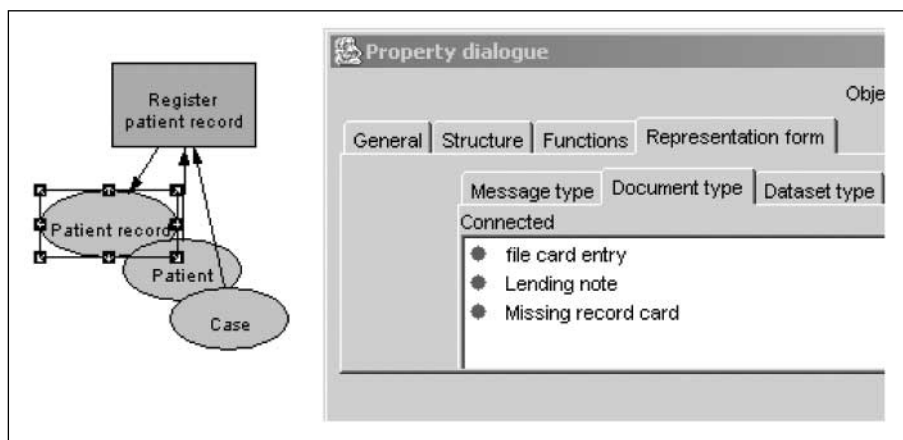 Register
patient record
Patient record
Patient
Case
Property dialogue
Obje
General
Structure
Functions
Representation form
Message type
Document type
Dataset type
Connected
file card entry
Lending note
Missing record card